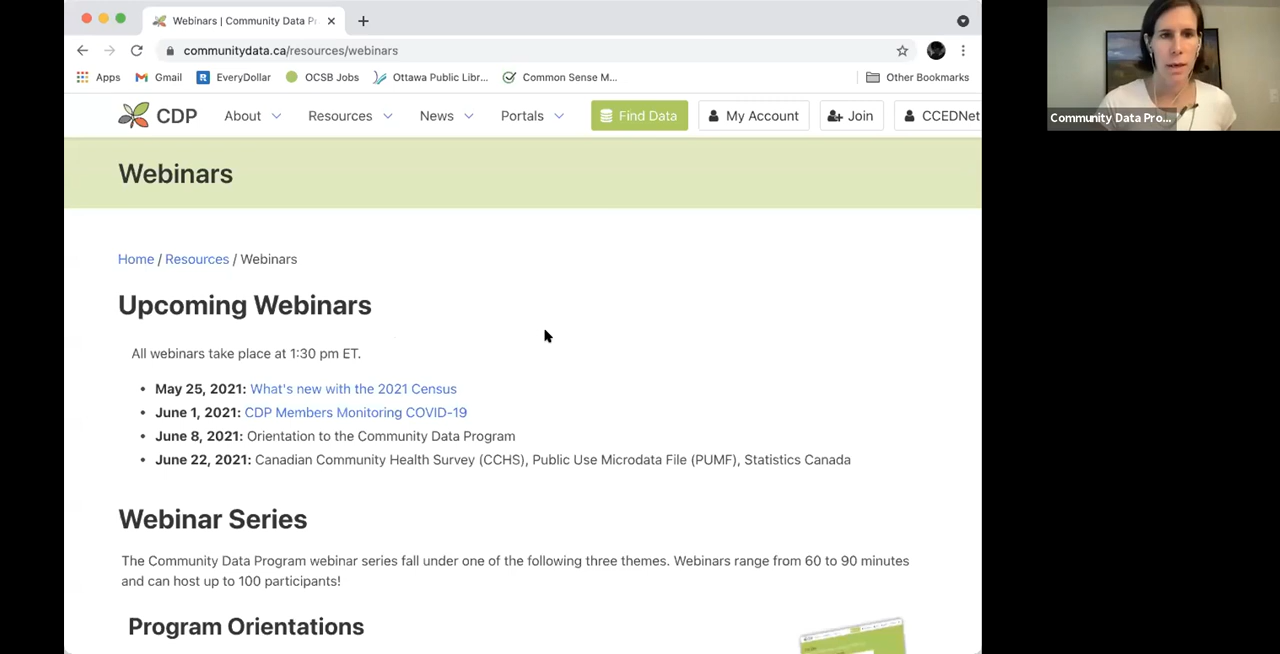 Webinars | Community Data Pr
communitydata.ca/resources/webinars
Apps Gmail EveryDollar OCSB Jobs Ottawa Public Librar... Common Sense M... Other Bookmarks
CDP About Resources News Portals Find Data My Account Join CCEDNet
Webinars
Home / Resources / Webinars
Upcoming Webinars
All webinars take place at 1:30 pm ET.
• May 25, 2021: What's new with the 2021 Census
• June 1, 2021: CDP Members Monitoring COVID-19
• June 8, 2021: Orientation to the Community Data Program
• June 22, 2021: Canadian Community Health Survey (CCHS), Public Use Microdata File (PUMF), Statistics Canada
Webinar Series
The Community Data Program webinar series fall under one of the following three themes. Webinars range from 60 to 90 minutes
and can host up to 100 participants!
Program Orientations
Community Data Pro...